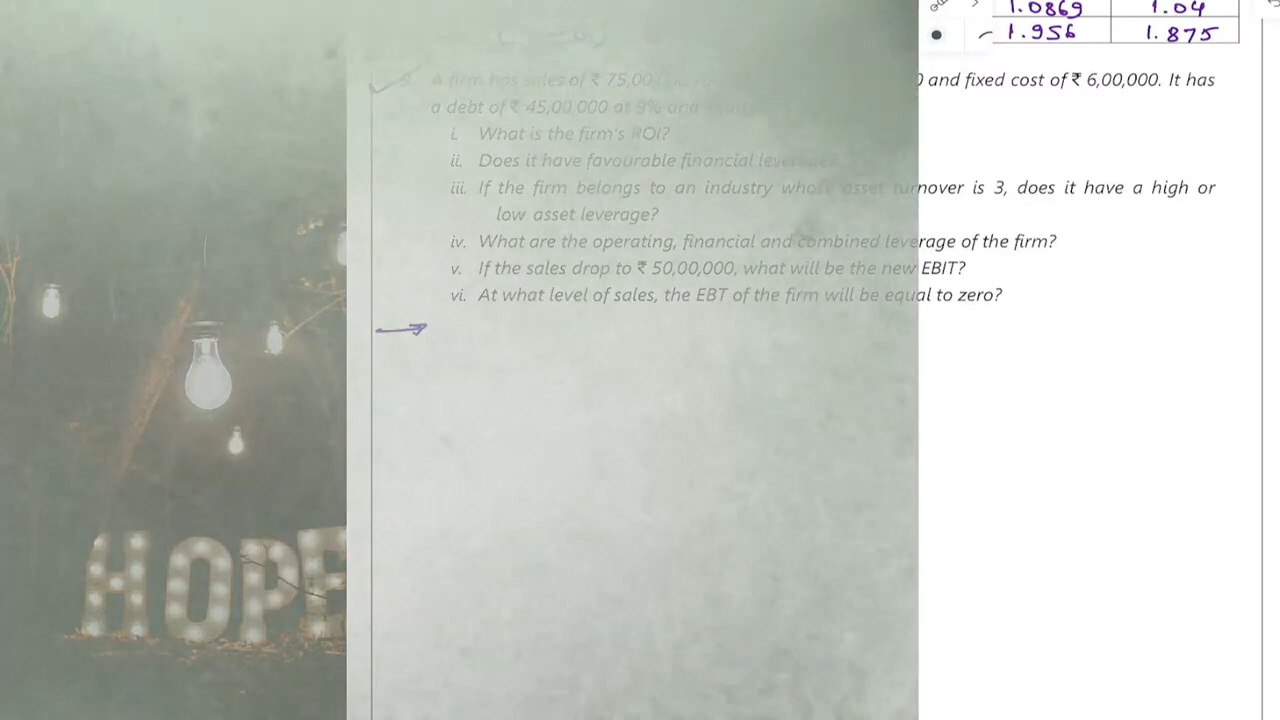 1.0869 1.04
1.956 1.875
9. A firm has sales of ₹ 75,00 0 and fixed cost of ₹ 6,00,000. It has
a debt of ₹ 45,00,000 at 9% and
i. What is the firm's ROI?
ii. Does it have favourable financial leverage?
iii. If the firm belongs to an industry whose asset turnover is 3, does it have a high or
low asset leverage?
iv. What are the operating, financial and combined leverage of the firm?
v. If the sales drop to ₹ 50,00,000, what will be the new EBIT?
vi. At what level of sales, the EBT of the firm will be equal to zero?
HOPE